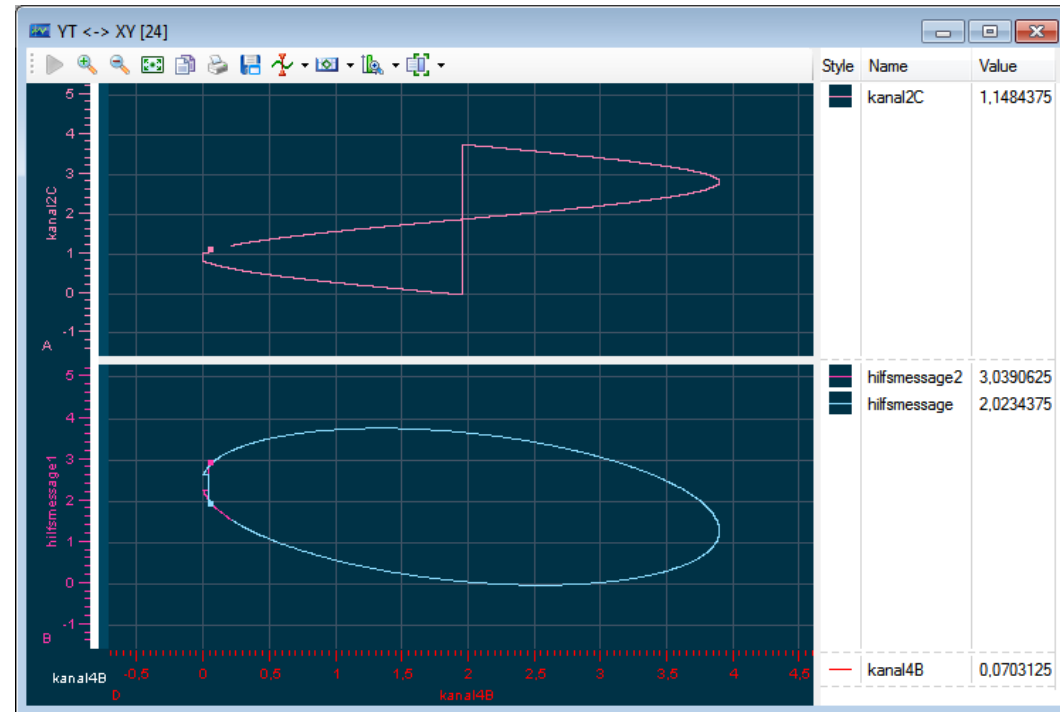 YT <-> XY [24]
Style Name Value
kanal2C 1,1484375
5
4
3
2
1
0
-1
kanal2C
A
hilfsmessage2 3,0390625
hilfsmessage 2,0234375
5
4
3
2
1
0
-1
hilfsmessage1
B
kanal4B -0,5 0 0,5 1 1,5 2 2,5 3 3,5 4 4,5
D kanal4B
kanal4B 0,0703125